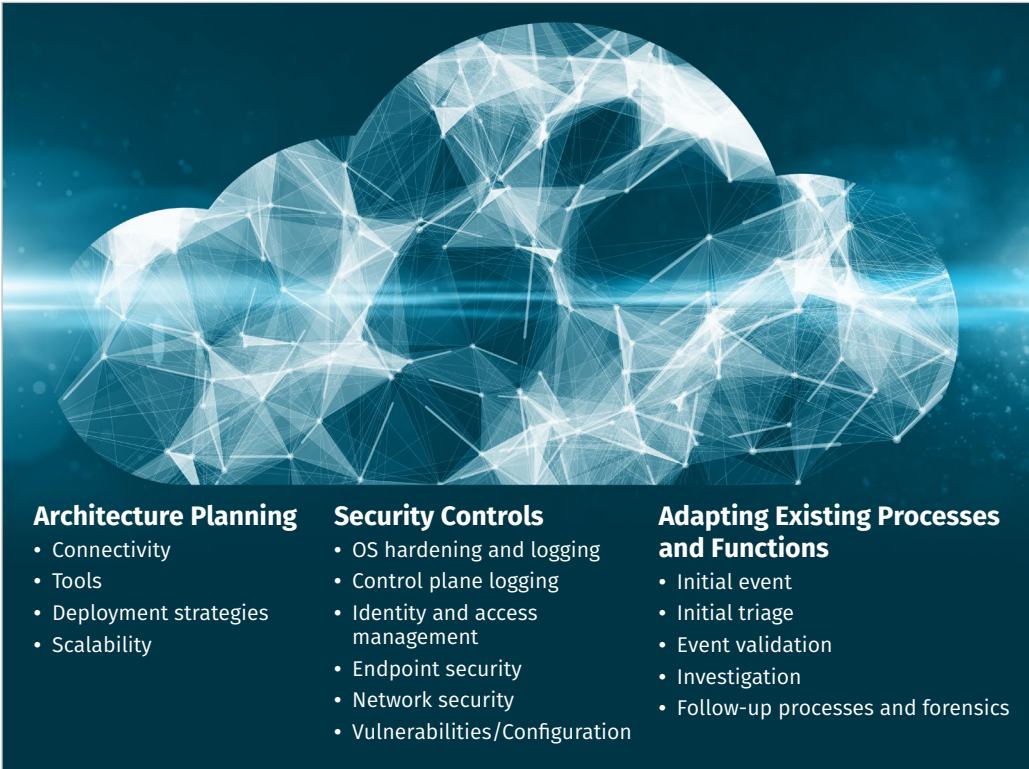 Architecture Planning
• Connectivity
• Tools
• Deployment strategies
• Scalability
Security Controls
• OS hardening and logging
• Control plane logging
• Identity and access
management
• Endpoint security
• Network security
• Vulnerabilities/Configuration
Adapting Existing Processes
and Functions
• Initial event
• Initial triage
• Event validation
• Investigation
• Follow-up processes and forensics